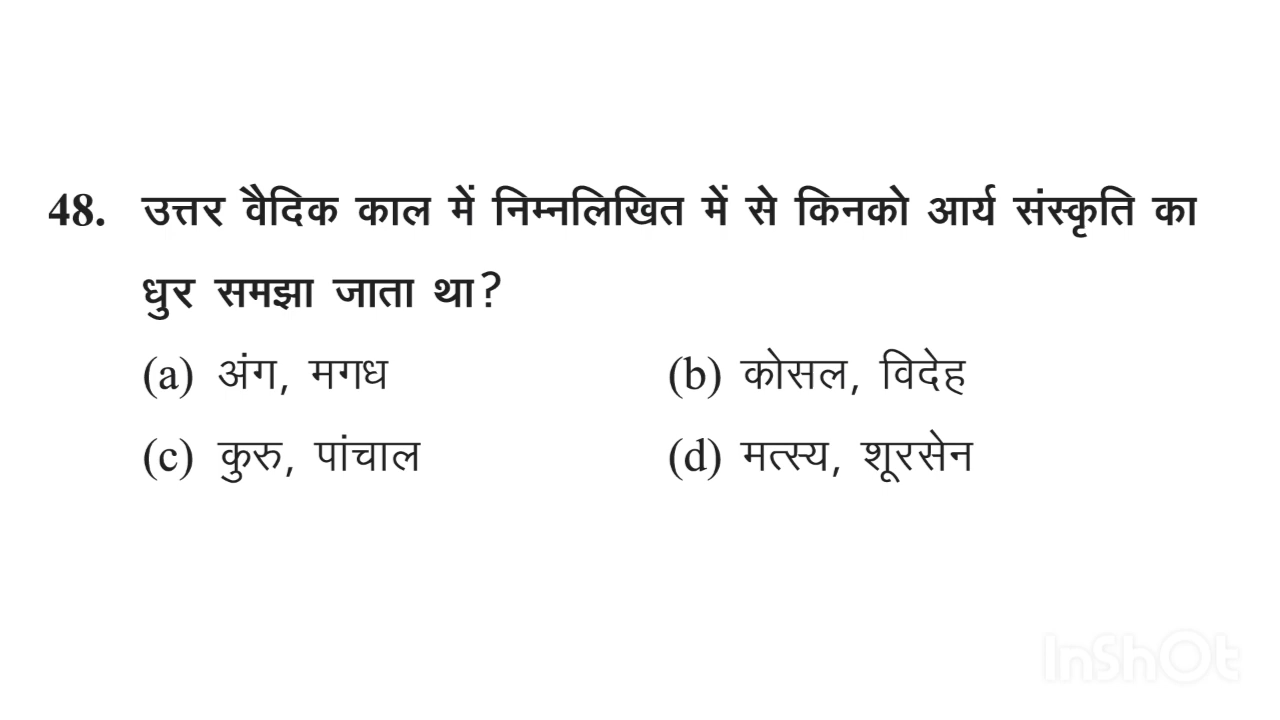 48. उत्तर वैदिक काल में निम्नलिखित में से किनको आर्य संस्कृति का
धुर समझा जाता था?
(a) अंग, मगध (b) कोसल, विदेह
(c) कुरु, पांचाल (d) मत्स्य, शूरसेन
InShOt